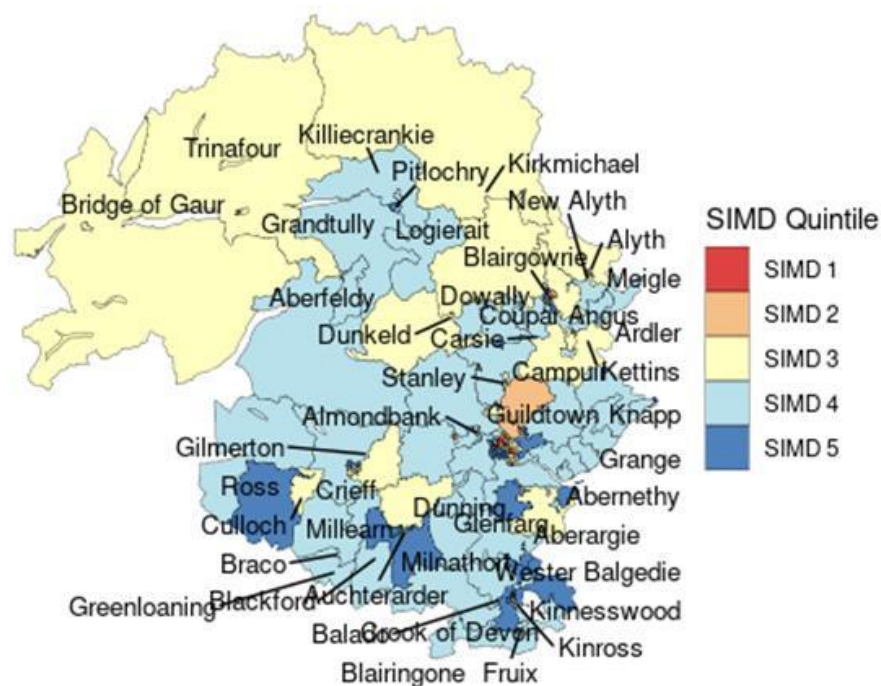 Killiecrankie
Trinafour
Pitlochry
Kirkmichael
Bridge of Gaur
New Alyth
Grandtully
Logierait
SIMD Quintile
Alyth
Blairgowrie
SIMD 1
Meigle
Aberfeldy
Dowally
SIMD 2
Coupar Angus
Dunkeld
Carsie
Ardler
SIMD 3
Stanley
Kettins
Almondbank
Guildtown
Knapp
SIMD 4
Gilmerton
SIMD 5
Grange
Ross
Crieff
Abernethy
Dunning
Culloch
Millearn
Glenfarg
Aberargie
Braco
Milnathort
Wester Balgedie
Greenloaning
Blackford
Auchterarder
Kinnesswood
Balado
Crook of Devon
Kinross
Blairingone
Fruix